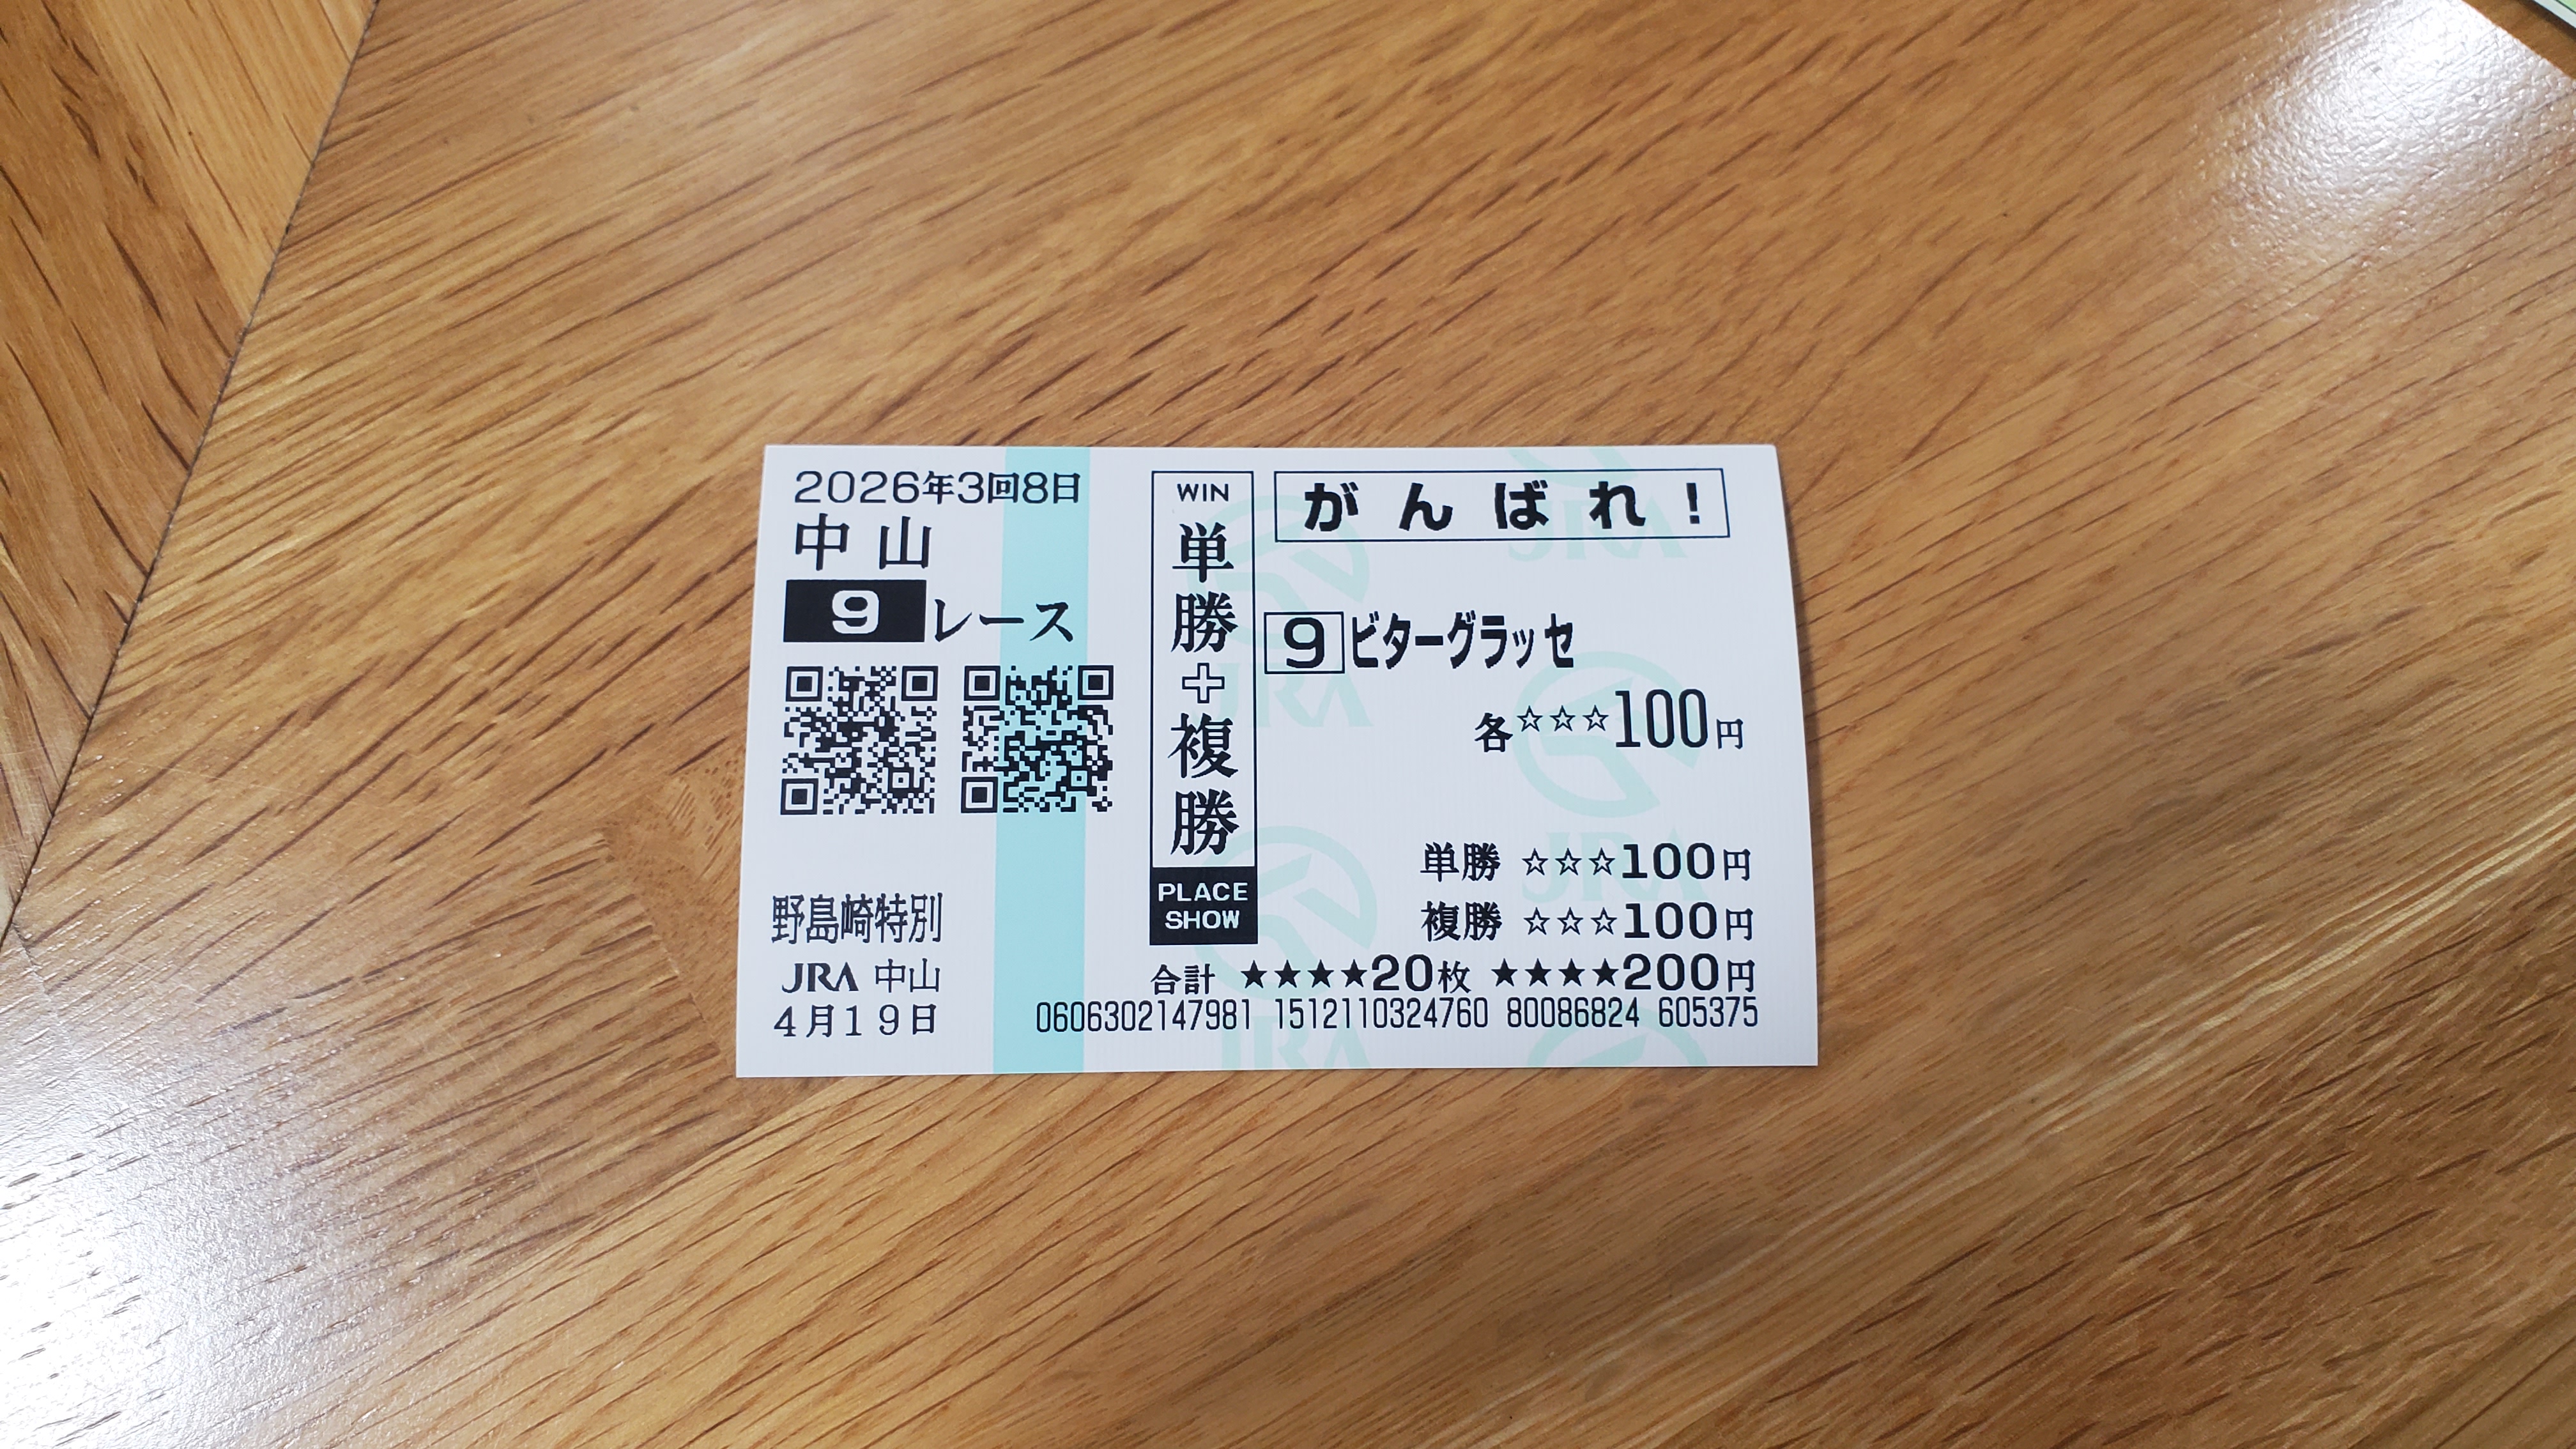 2026年3回8日
中山
9レース
野島崎特別
JRA 中山
4月19日
WIN
単勝+複勝
PLACE
SHOW
がんばれ!
9ビターグラッセ
各☆☆☆100円
単勝 ☆☆☆100円
複勝 ☆☆☆100円
合計 ★★★★20枚 ★★★★200円
0606302147981 1512110324760 80086824 605375
JRA
JRA
JRA
JRA